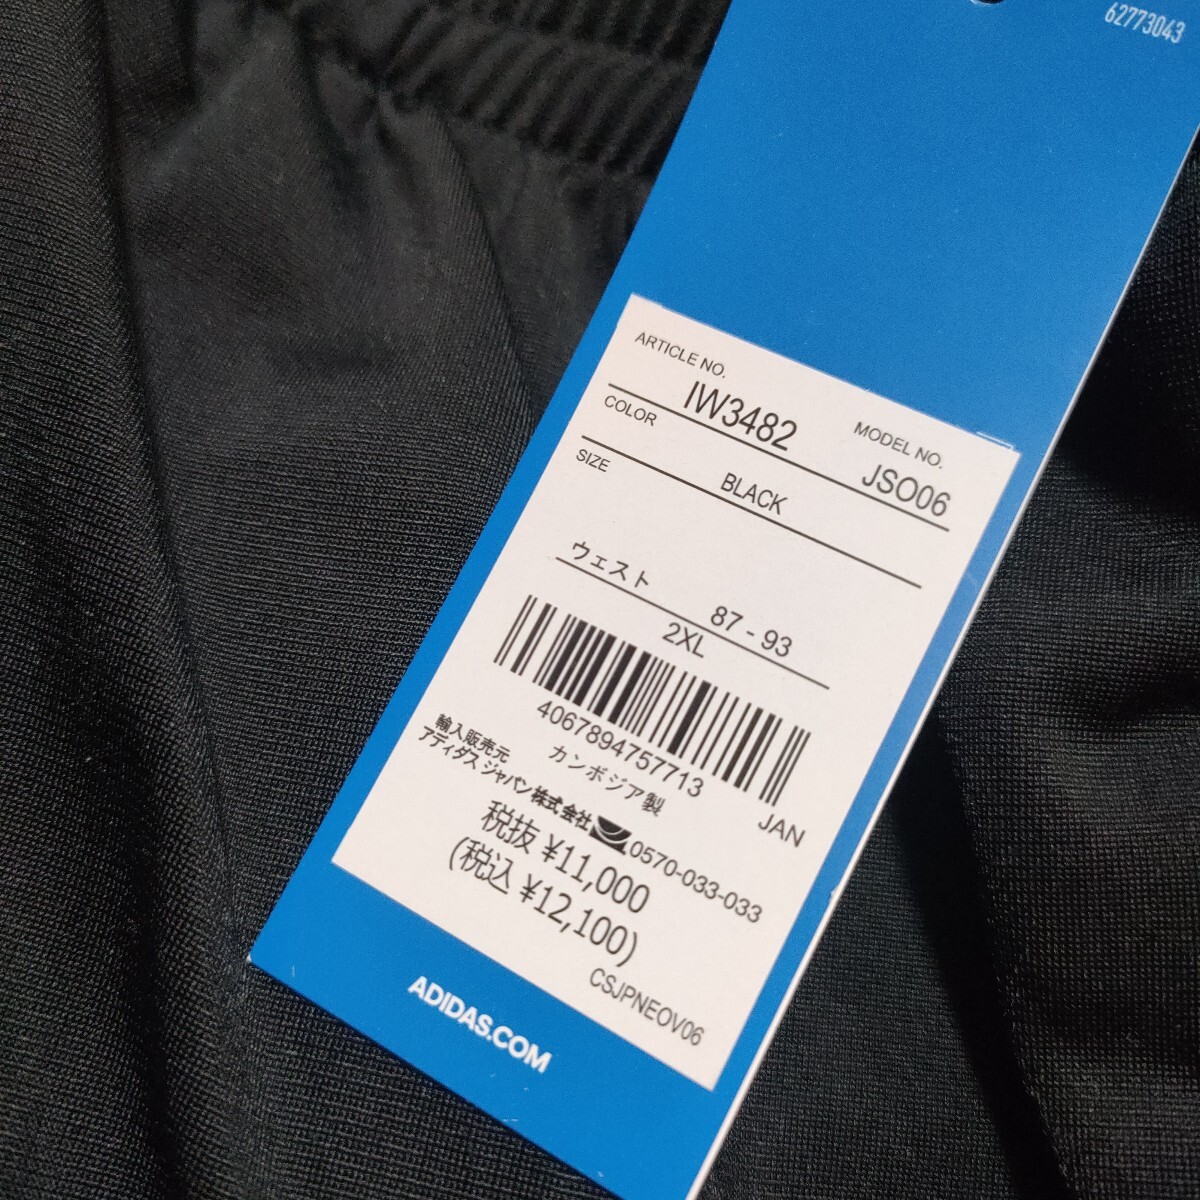 62773043
ARTICLE NO.
IW3482
MODEL NO.
JSO06
COLOR
BLACK
SIZE
ウェスト 87 - 93
2XL
4067894757713
JAN
カンボジア製
輸入販売元
アディダス ジャパン株式会社 0570-033-033
税抜 ¥11,000
(税込 ¥12,100)
CSJPNEOV06
ADIDAS.COM